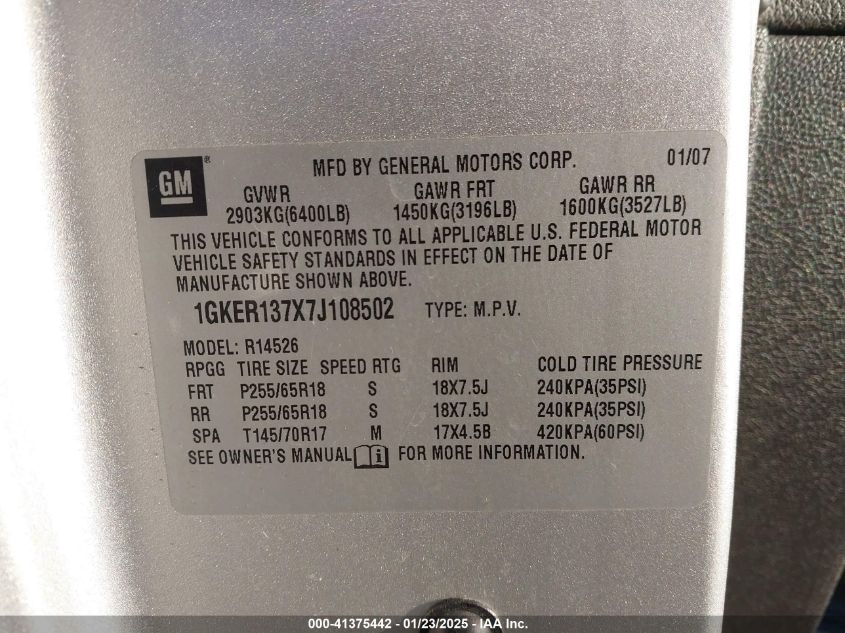 GM ® MFD BY GENERAL MOTORS CORP. 01/07
GVWR GAWR FRT GAWR RR
2903KG(6400LB) 1450KG(3196LB) 1600KG(3527LB)
THIS VEHICLE CONFORMS TO ALL APPLICABLE U.S. FEDERAL MOTOR
VEHICLE SAFETY STANDARDS IN EFFECT ON THE DATE OF
MANUFACTURE SHOWN ABOVE.
1GKER137X7J108502 TYPE: M.P.V.
MODEL: R14526
RPGG TIRE SIZE SPEED RTG RIM COLD TIRE PRESSURE
FRT P255/65R18 S 18X7.5J 240KPA(35PSI)
RR P255/65R18 S 18X7.5J 240KPA(35PSI)
SPA T145/70R17 M 17X4.5B 420KPA(60PSI)
SEE OWNER'S MANUAL i FOR MORE INFORMATION.
000-41375442 - 01/23/2025 - IAA Inc.